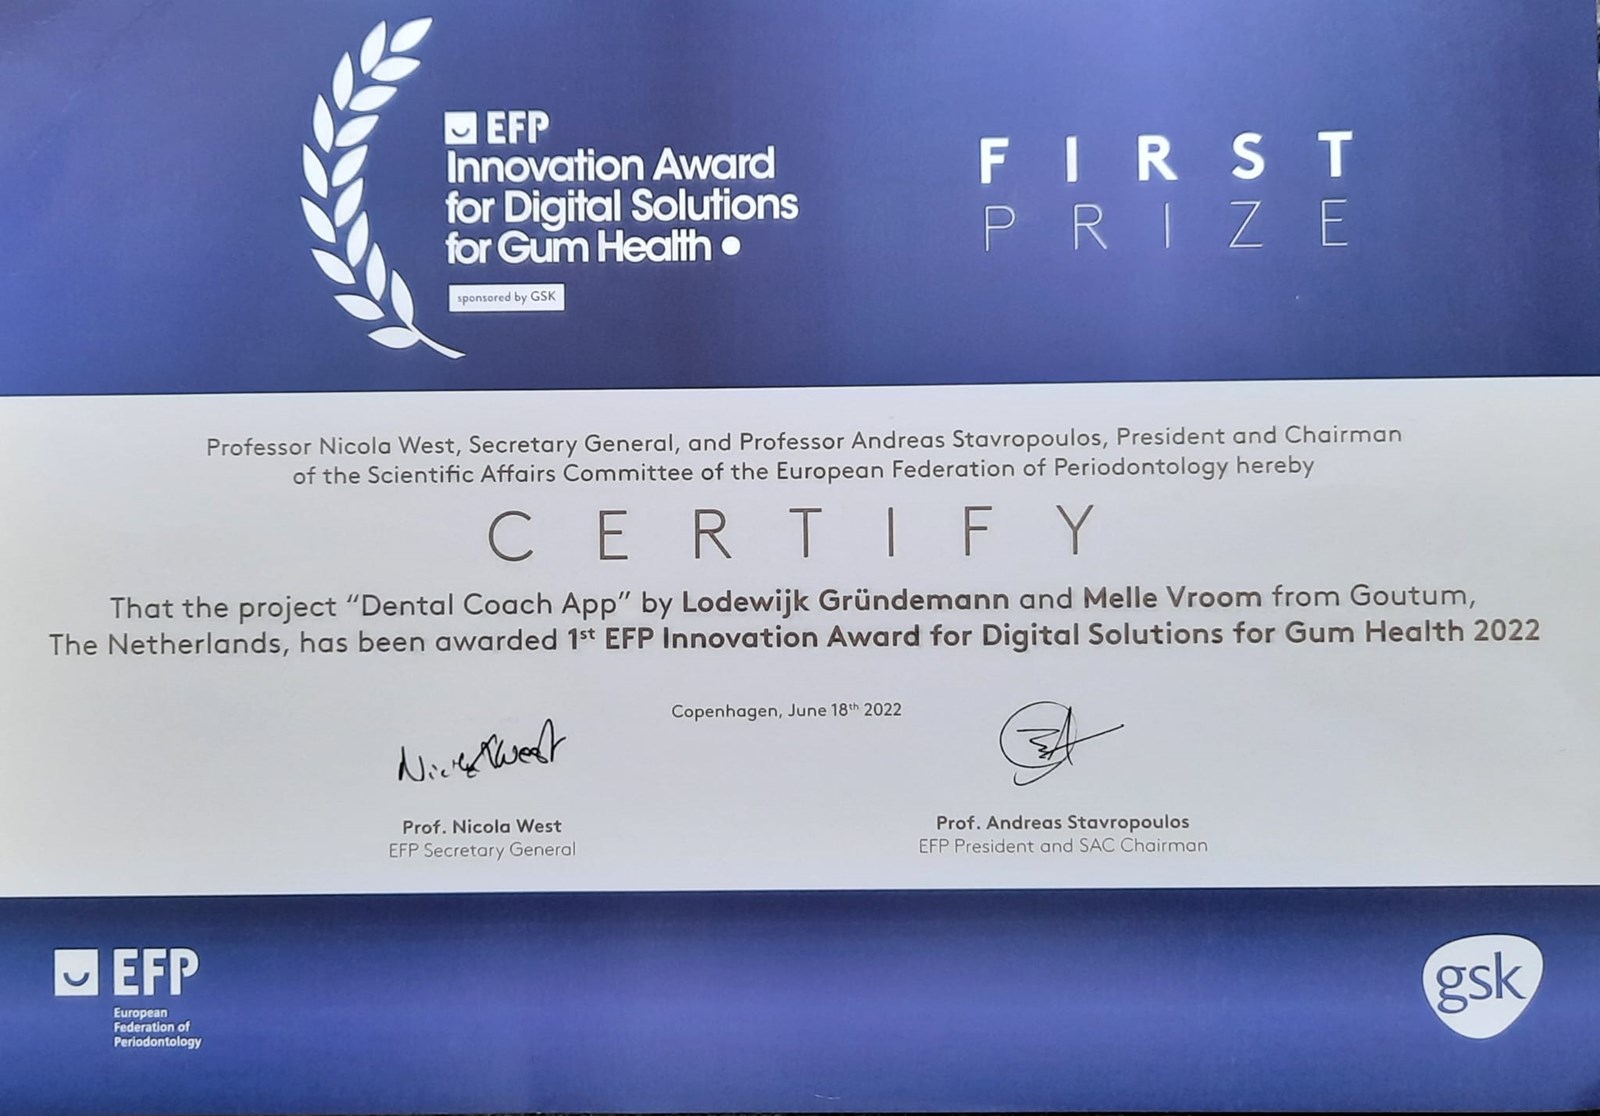 EFP
Innovation Award
for Digital Solutions
for Gum Health
sponsored by GSK
FIRST
PRIZE
Professor Nicola West, Secretary General, and Professor Andreas Stavropoulos, President and Chairman
of the Scientific Affairs Committee of the European Federation of Periodontology hereby
CERTIFY
That the project “Dental Coach App” by Lodewijk Gründemann and Melle Vroom from Goutum,
The Netherlands, has been awarded 1st EFP Innovation Award for Digital Solutions for Gum Health 2022
Copenhagen, June 18th 2022
Nicola West
Prof. Nicola West
EFP Secretary General
Prof. Andreas Stavropoulos
EFP President and SAC Chairman
EFP
European
Federation of
Periodontology
gsk